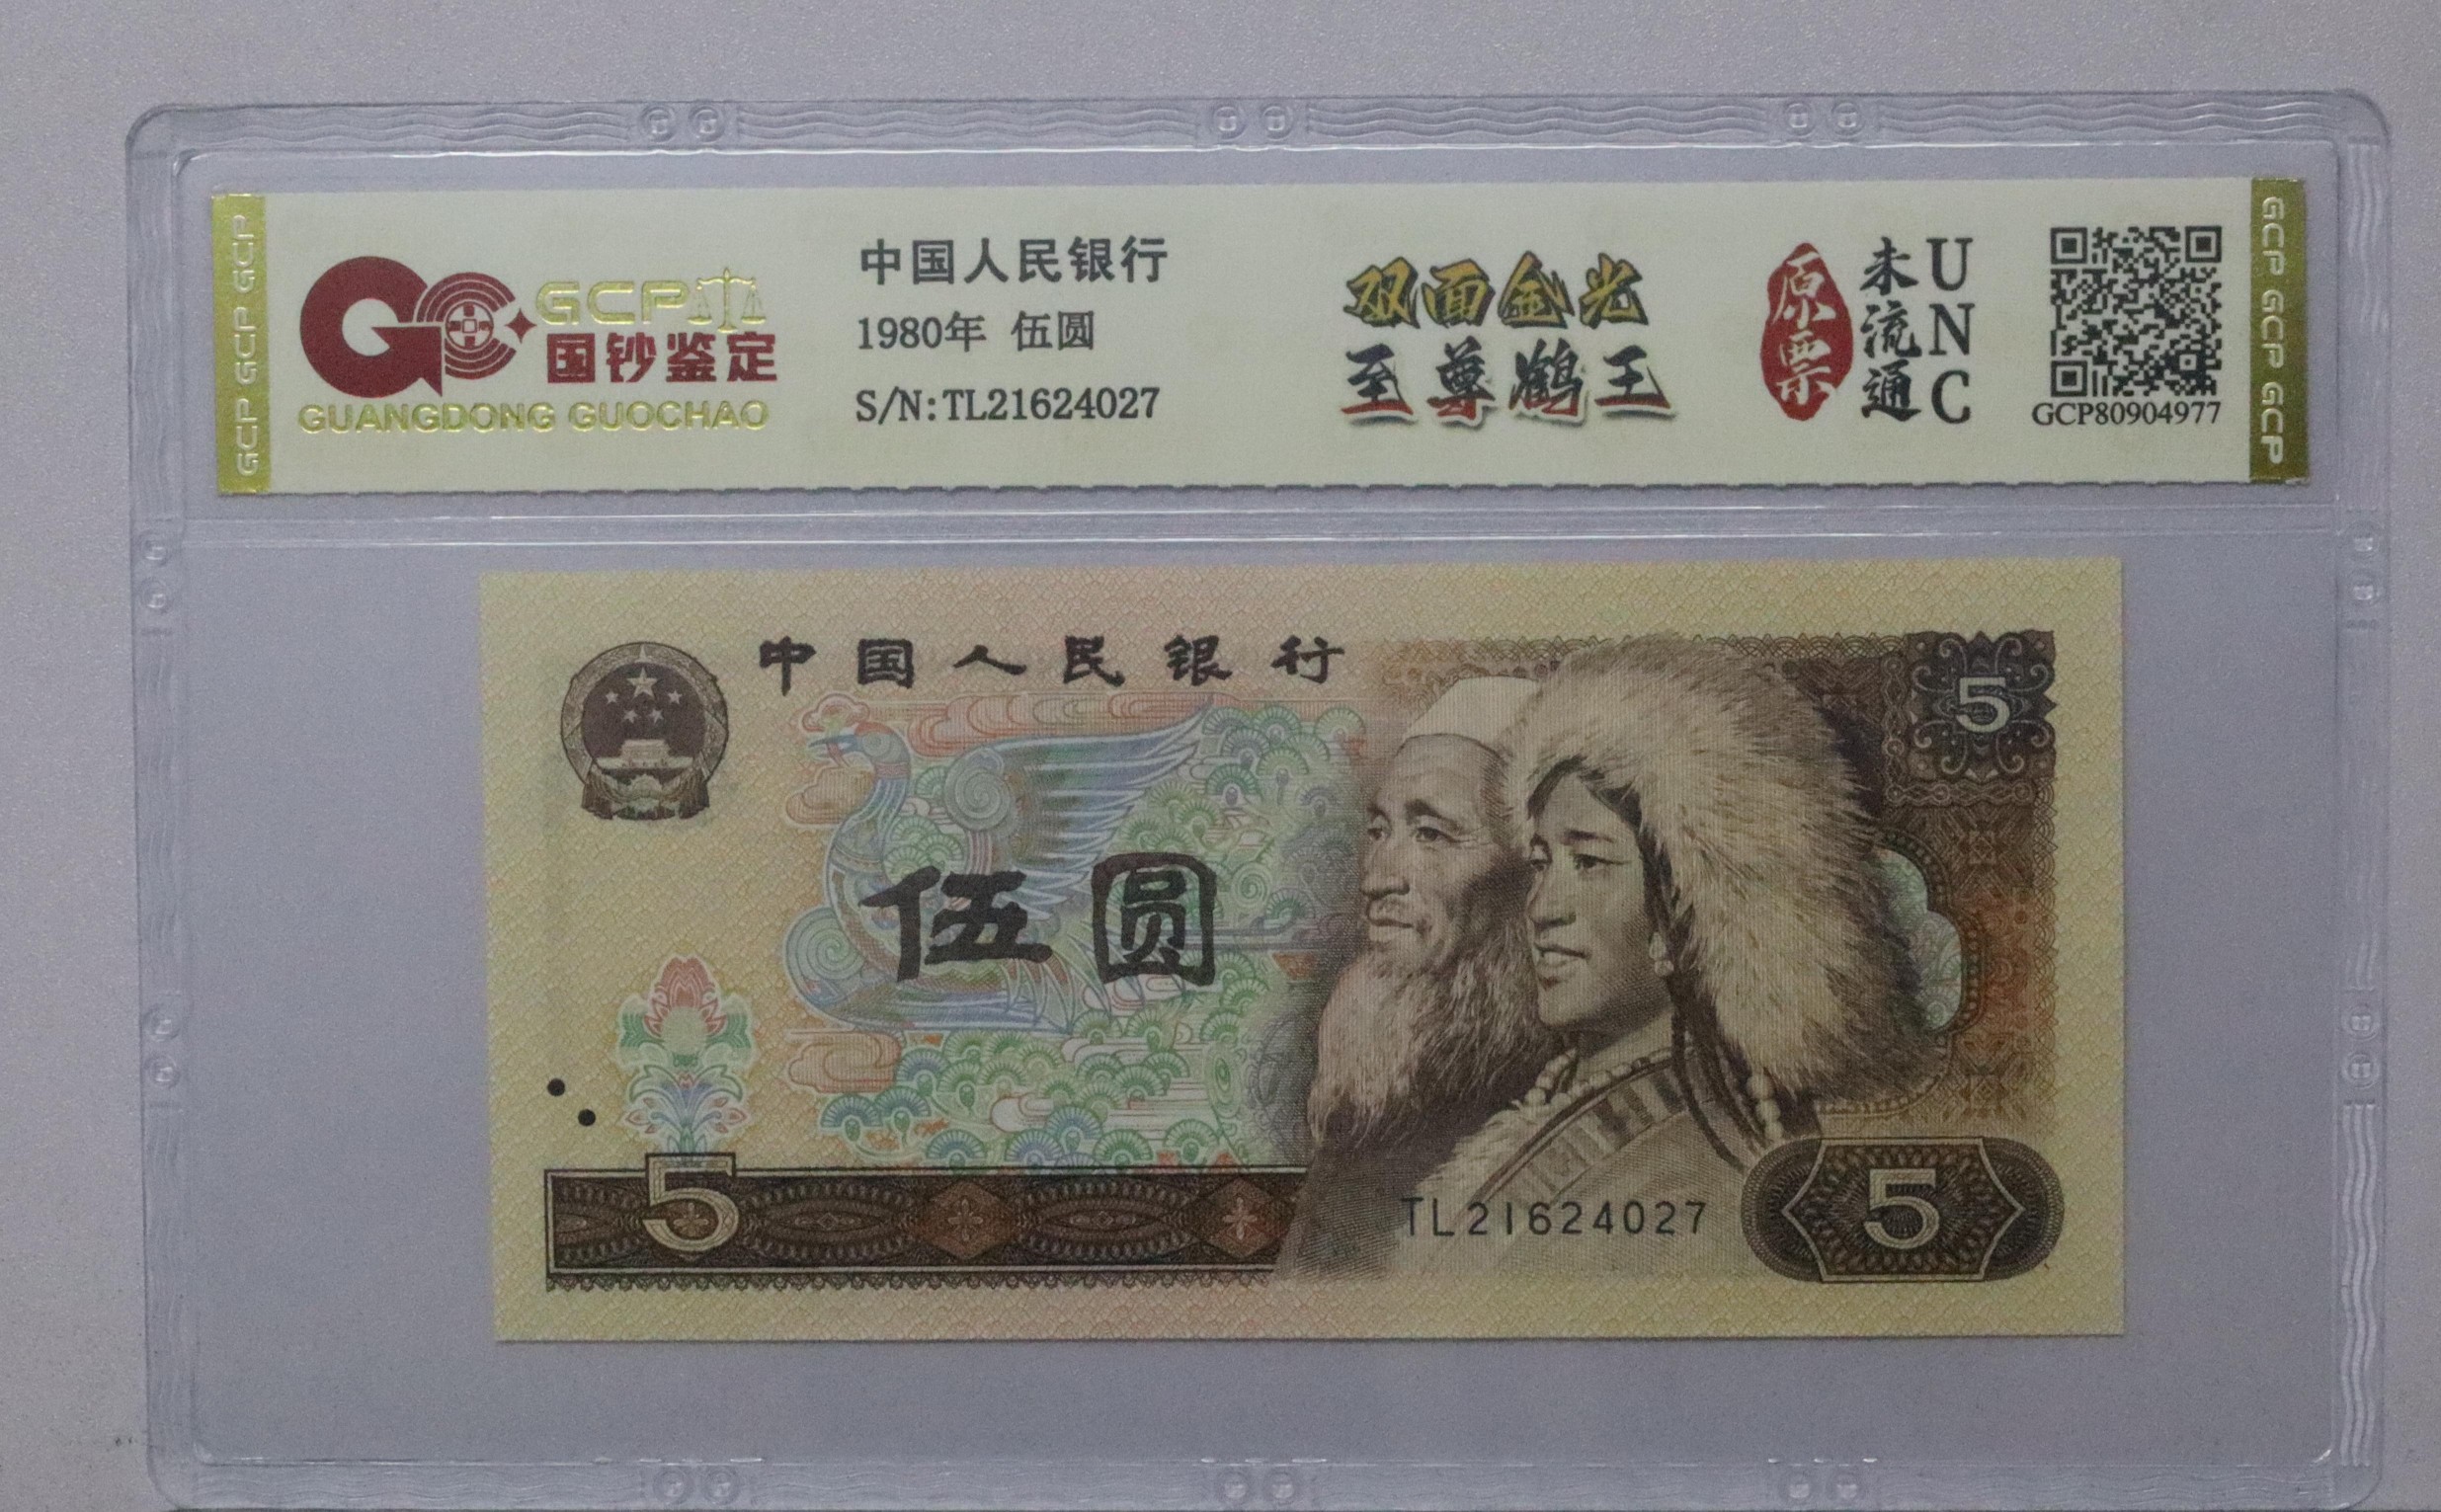 GCP GCP GCP
GCP
国钞鉴定
GUANGDONG GUOCHAO
中国人民银行
1980年 伍圆
S/N:TL21624027
双面金光
至尊鹤王
原票
未流通
UNC
GCP80904977
GCP GCP GCP
中国人民银行
5
伍圆
5
TL21624027
5